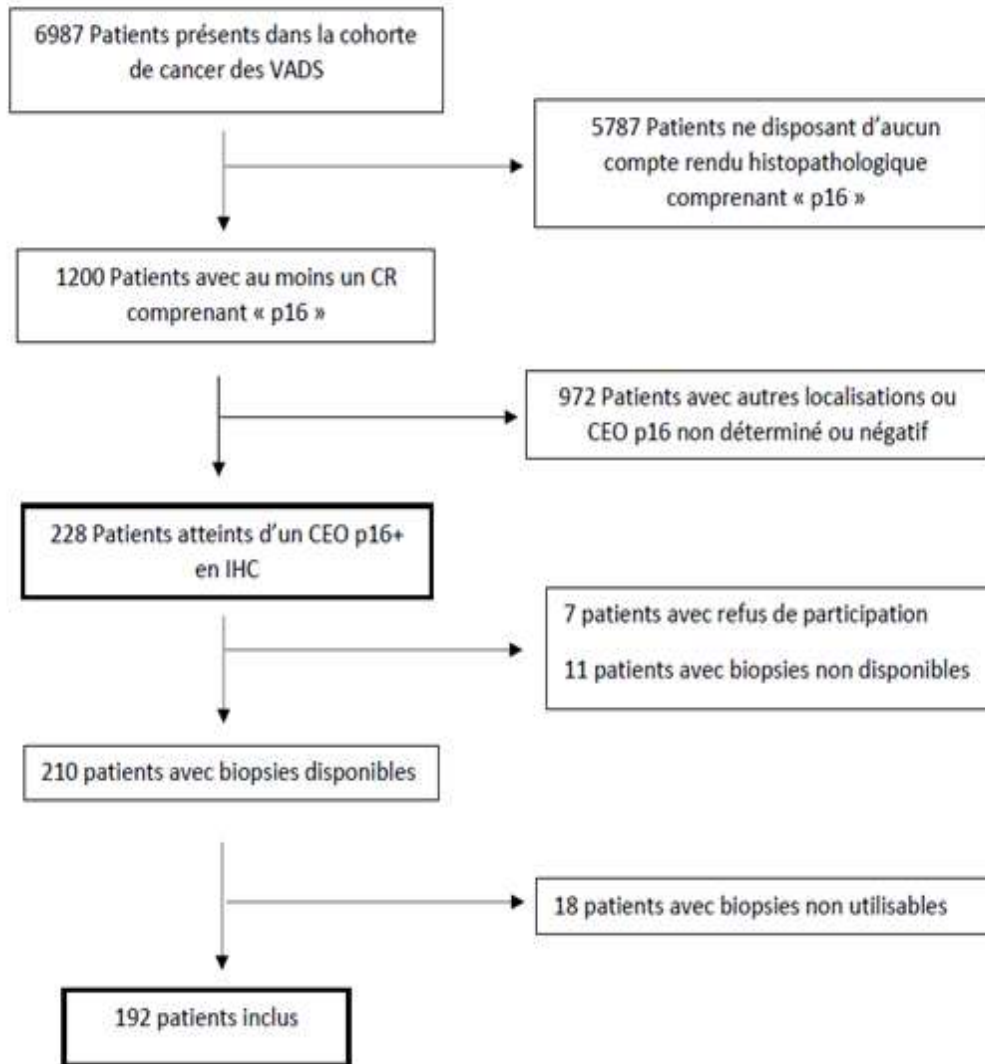 6987 Patients présents dans la cohorte
de cancer des VADS
5787 Patients ne disposant d'aucun
compte rendu histopathologique
comprenant « p16 »
1200 Patients avec au moins un CR
comprenant « p16 »
972 Patients avec autres localisations ou
CEO p16 non déterminé ou négatif
228 Patients atteints d'un CEO p16+
en IHC
7 patients avec refus de participation
11 patients avec biopsies non disponibles
210 patients avec biopsies disponibles
18 patients avec biopsies non utilisables
192 patients inclus